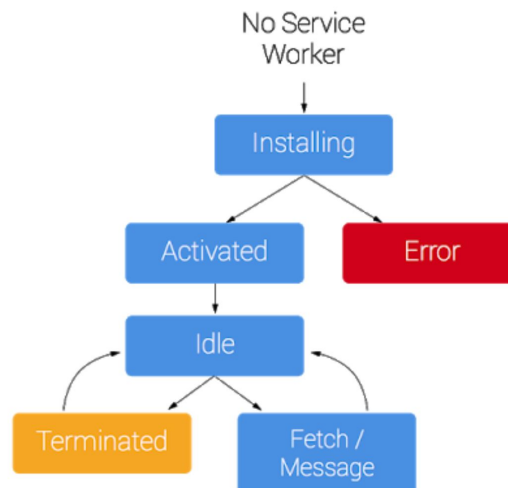 No Service
Worker
Installing
Activated
Error
Idle
Terminated
Fetch /
Message